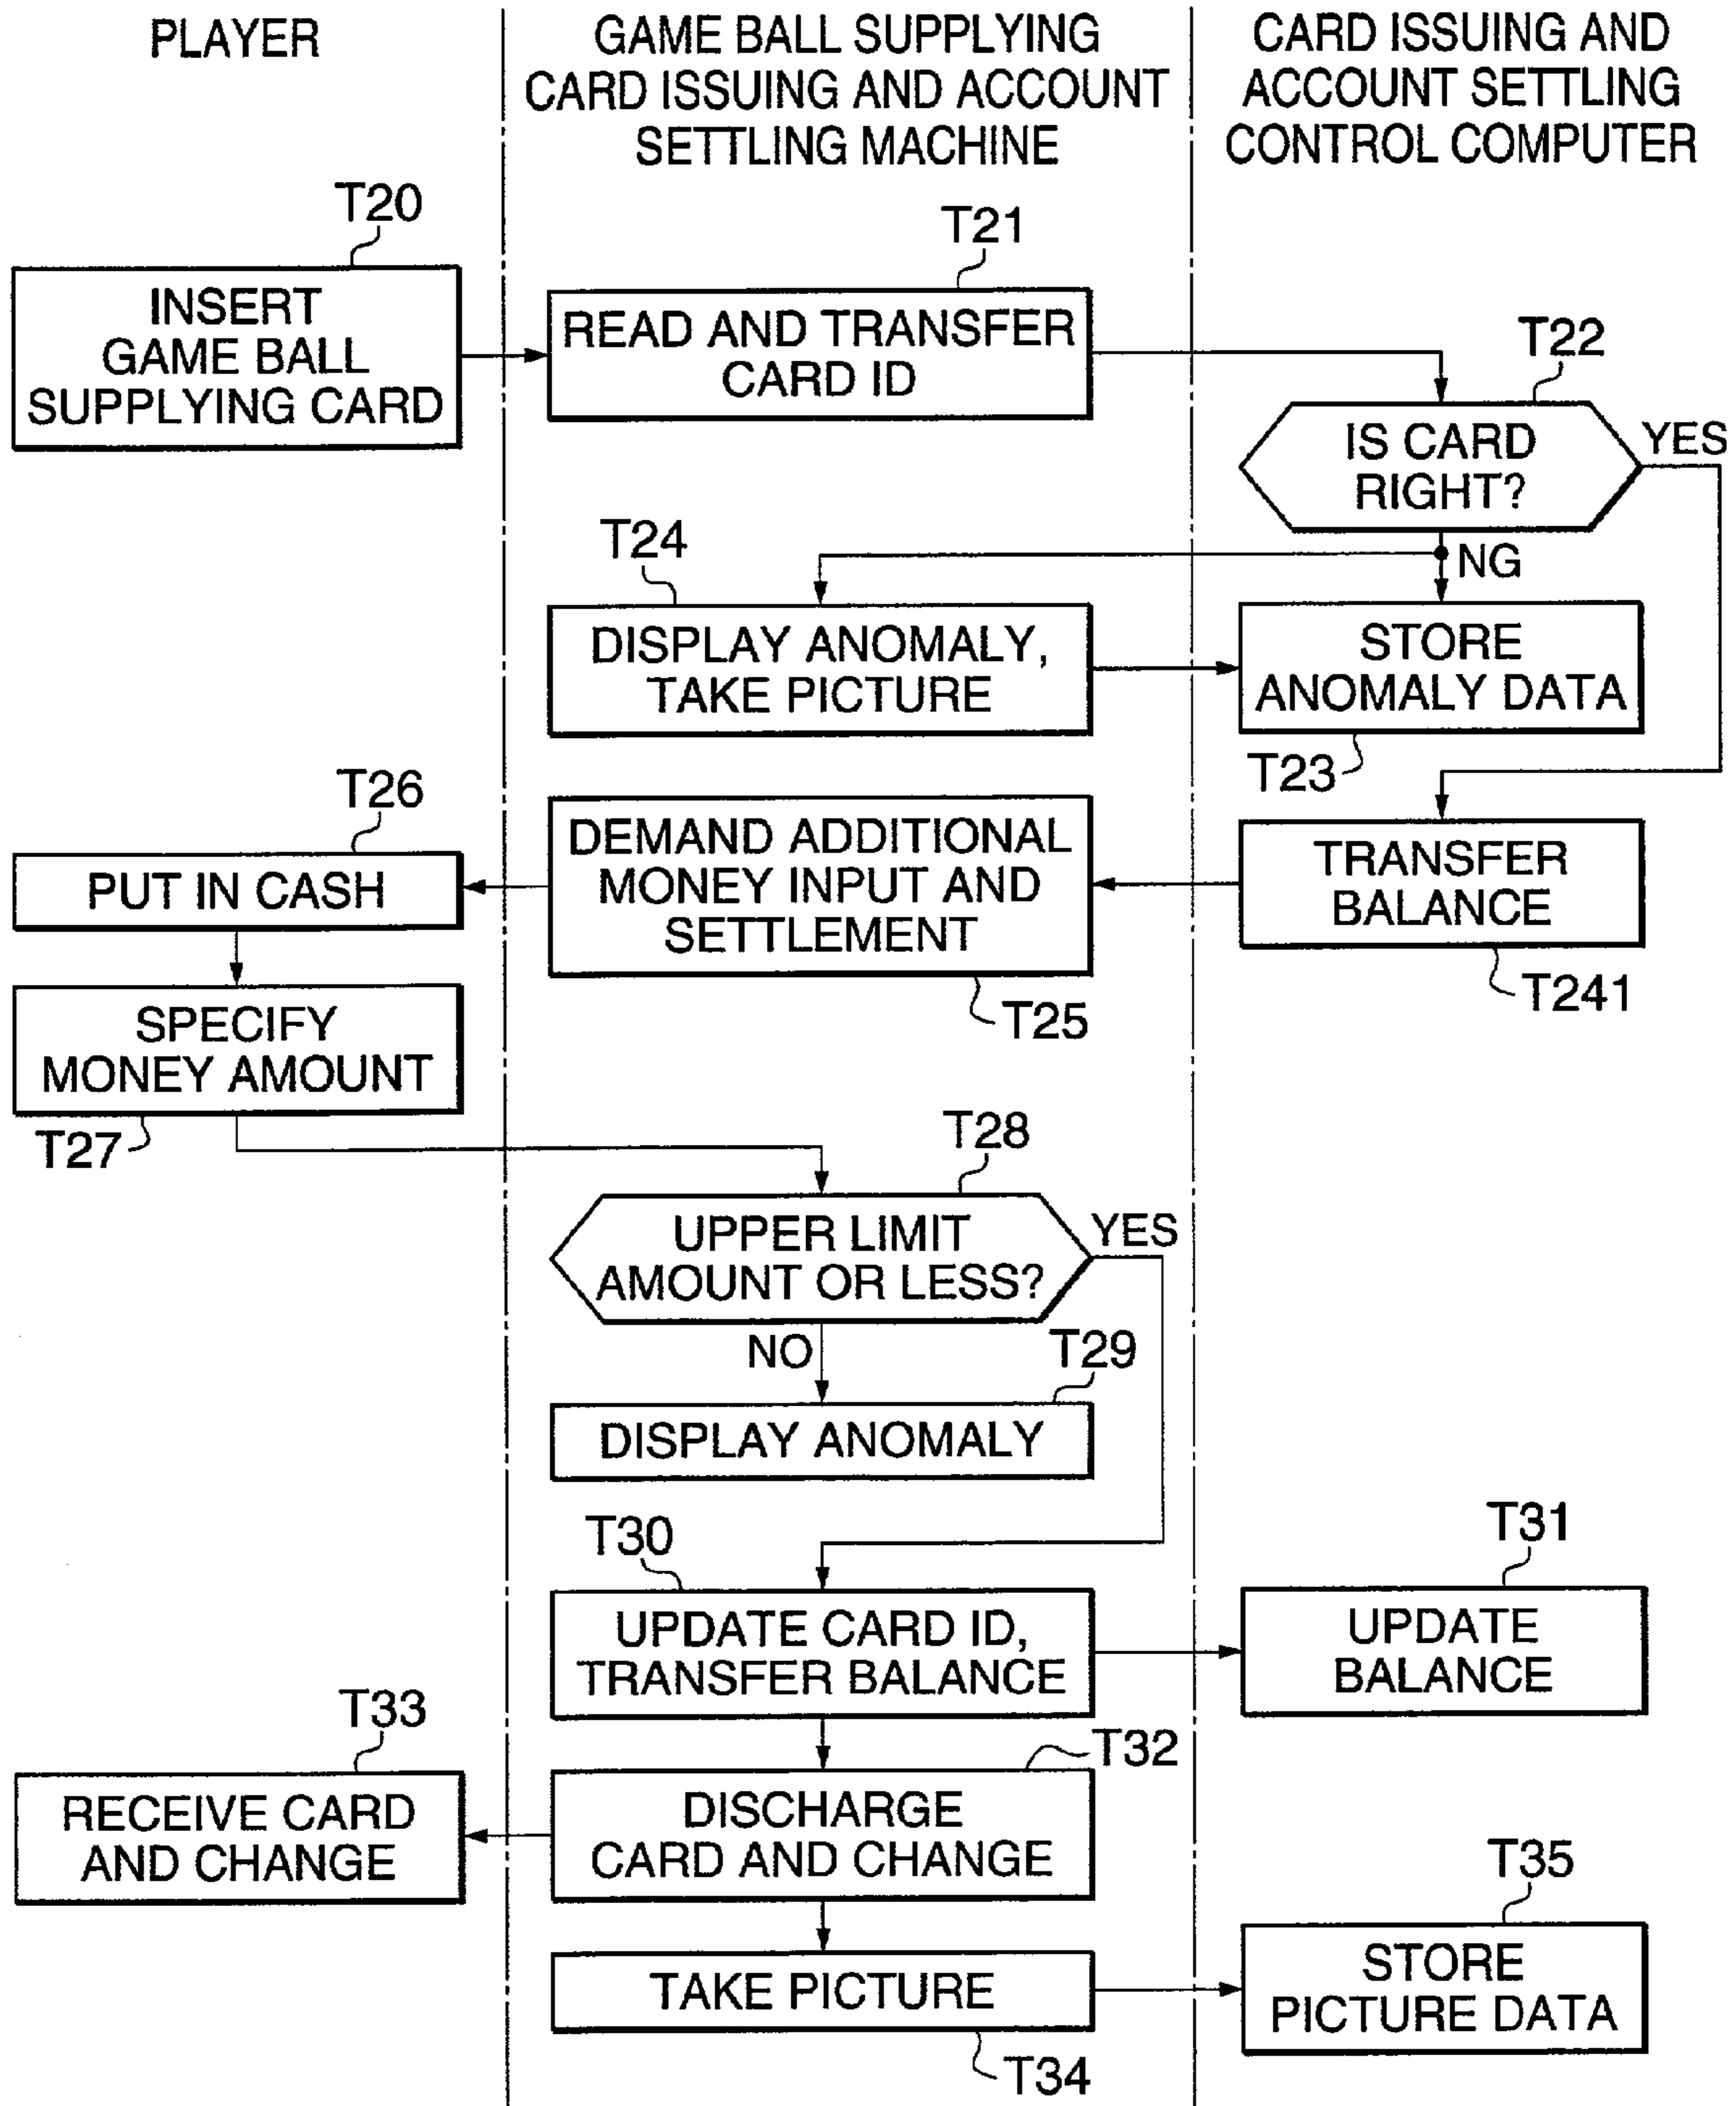 PLAYER
GAME BALL SUPPLYING
CARD ISSUING AND ACCOUNT
SETTLING MACHINE
CARD ISSUING AND
ACCOUNT SETTLING
CONTROL COMPUTER
T20
INSERT
GAME BALL
SUPPLYING CARD
T21
READ AND TRANSFER
CARD ID
T22
IS CARD
RIGHT?
YES
NG
T24
DISPLAY ANOMALY,
TAKE PICTURE
STORE
ANOMALY DATA
T23
T26
PUT IN CASH
DEMAND ADDITIONAL
MONEY INPUT AND
SETTLEMENT
T25
TRANSFER
BALANCE
T241
SPECIFY
MONEY AMOUNT
T27
T28
UPPER LIMIT
AMOUNT OR LESS?
YES
NO
T29
DISPLAY ANOMALY
T30
UPDATE CARD ID,
TRANSFER BALANCE
T31
UPDATE
BALANCE
T33
RECEIVE CARD
AND CHANGE
T32
DISCHARGE
CARD AND CHANGE
T35
STORE
PICTURE DATA
TAKE PICTURE
T34